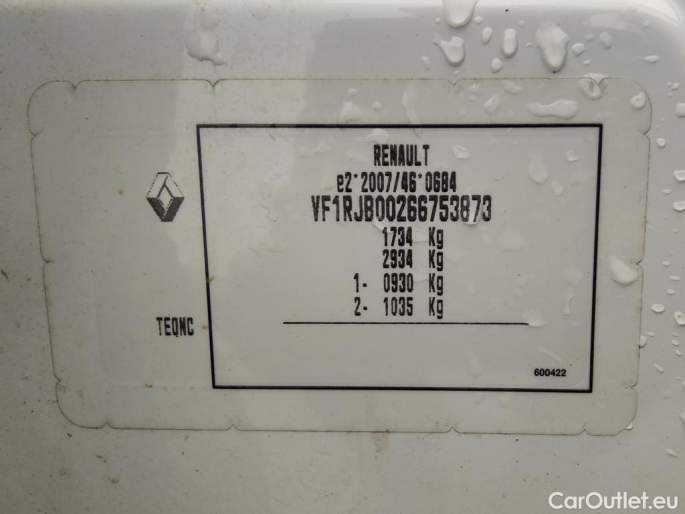 RENAULT
e2*2007/46*0684
VF1RJB00266753873
1734 Kg
2934 Kg
1- 0930 Kg
2- 1035 Kg
TEQNC
600422
CarOutlet.eu